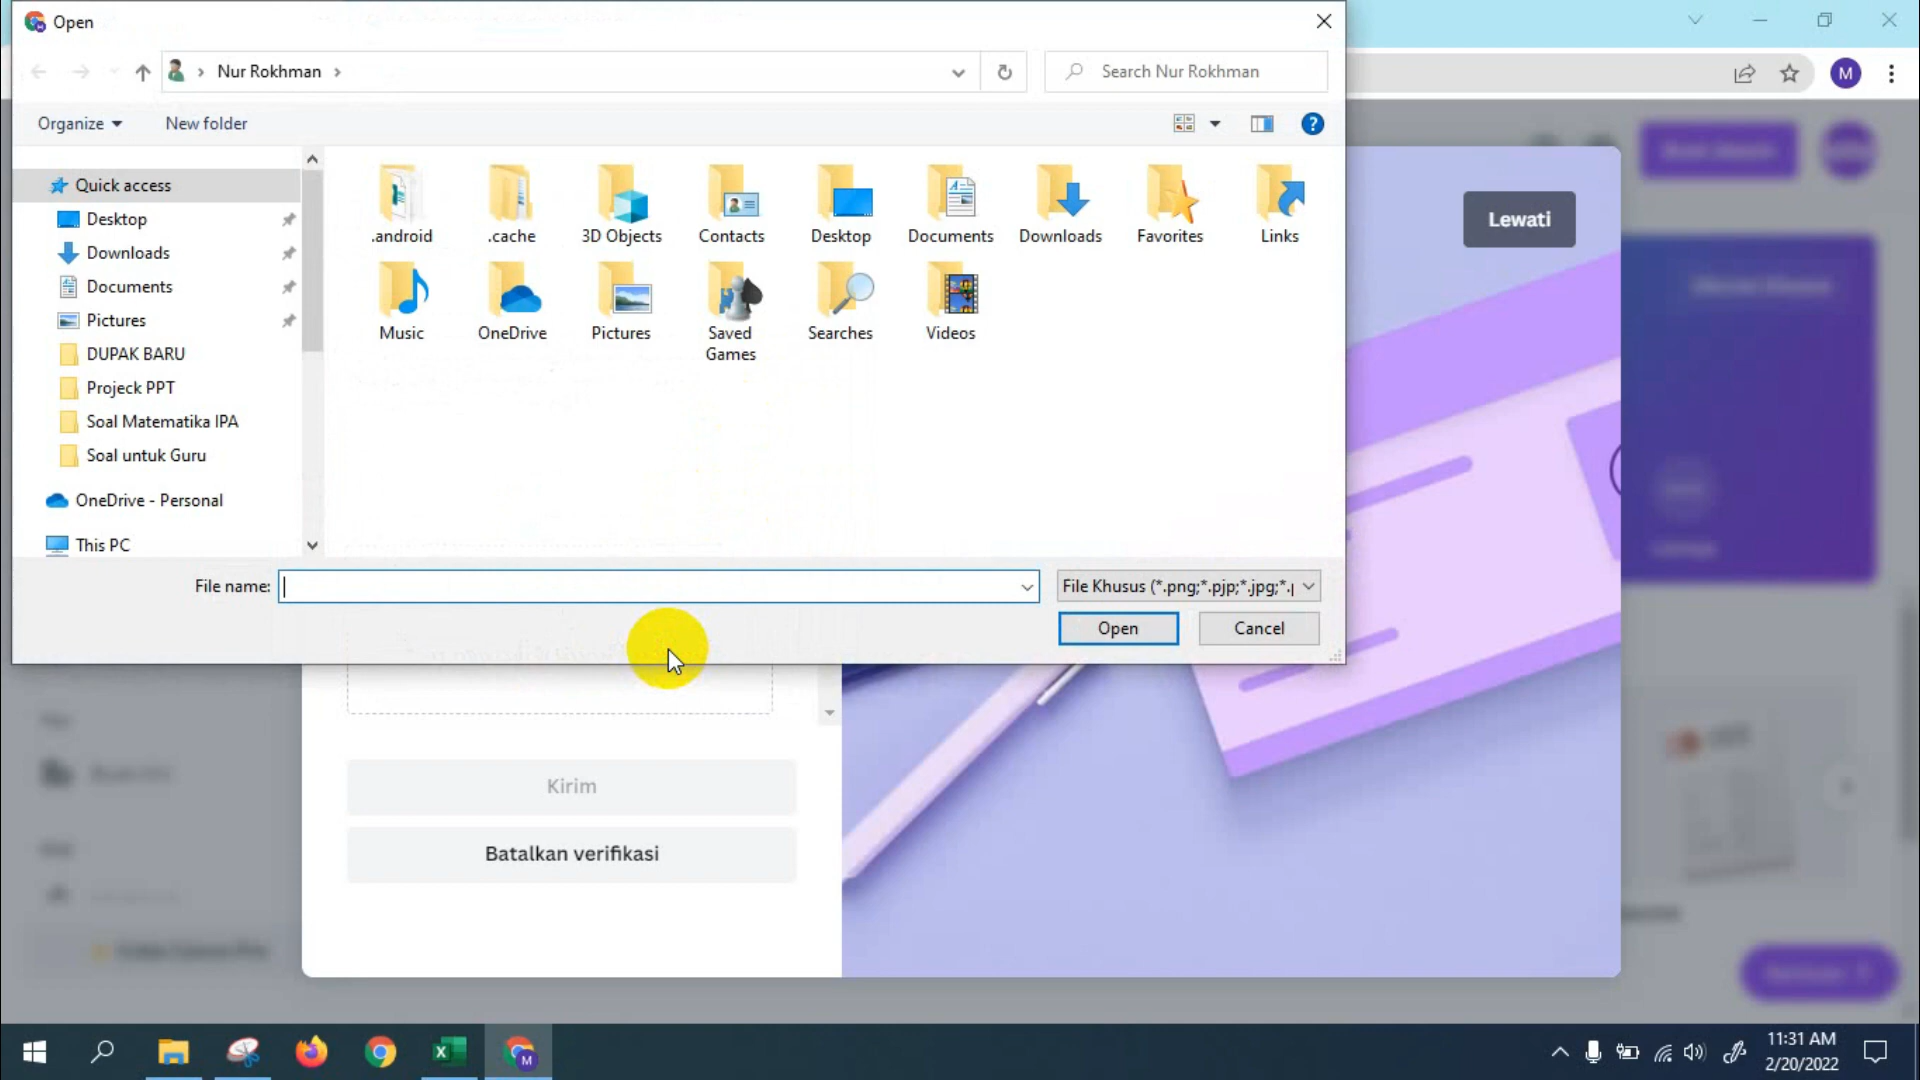 Open
Nur Rokhman
Search Nur Rokhman
M
Organize
New folder
Quick access
Desktop
Downloads
Documents
Pictures
DUPAK BARU
Projeck PPT
Soal Matematika IPA
Soal untuk Guru
OneDrive - Personal
This PC
.android
.cache
3D Objects
Contacts
Desktop
Documents
Downloads
Favorites
Links
Music
OneDrive
Pictures
Saved
Games
Searches
Videos
File name:
File Khusus (*.png;*.pjp;*.jpg;*.
Open
Cancel
Lewati
Kirim
Batalkan verifikasi
11:31 AM
2/20/2022